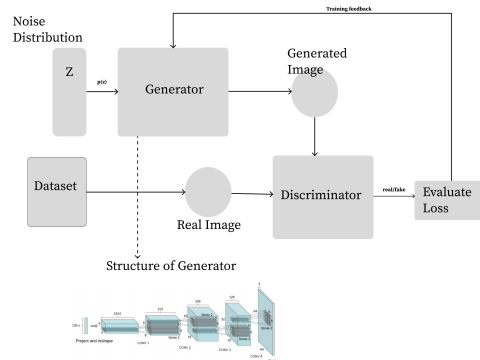 Training feedback
Noise
Distribution
Generated
Image
Z
p(z)
Generator
Dataset
Discriminator
real/fake
Evaluate
Loss
Real Image
Structure of Generator
100 z
Project and reshape
CONV 1
CONV 2
CONV 3
CONV 4